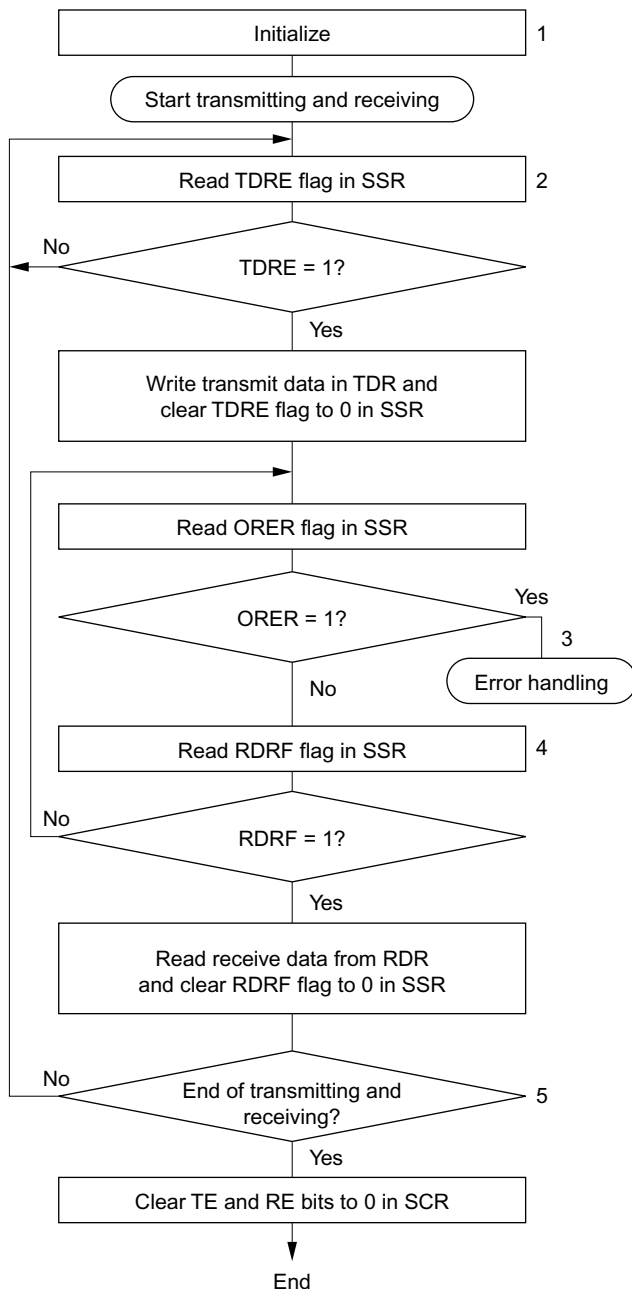 Initialize
1
Start transmitting and receiving
Read TDRE flag in SSR
2
No
TDRE = 1?
Yes
Write transmit data in TDR and
clear TDRE flag to 0 in SSR
Read ORER flag in SSR
Yes
ORER = 1?
3
Error handling
No
Read RDRF flag in SSR
4
No
RDRF = 1?
Yes
Read receive data from RDR
and clear RDRF flag to 0 in SSR
No
End of transmitting and
receiving?
5
Yes
Clear TE and RE bits to 0 in SCR
End